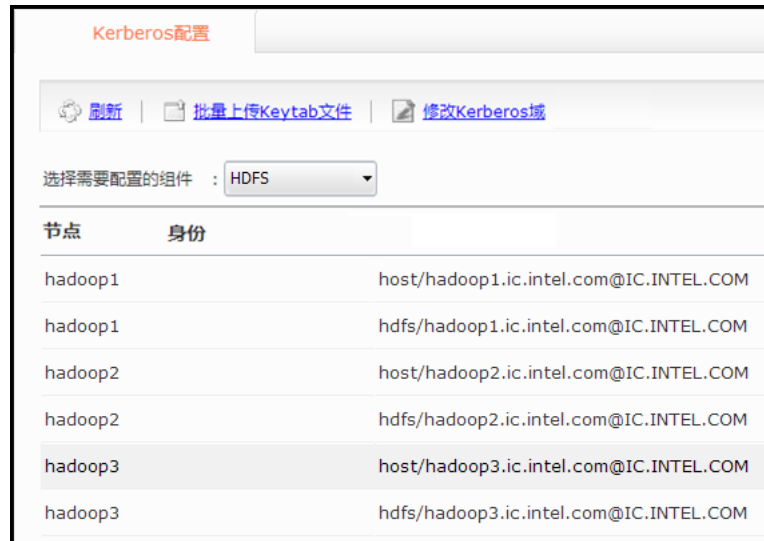 Kerberos配置
刷新 批量上传Keytab文件 修改Kerberos域
选择需要配置的组件 : HDFS
节点 身份
hadoop1 host/hadoop1.ic.intel.com@IC.INTEL.COM
hadoop1 hdfs/hadoop1.ic.intel.com@IC.INTEL.COM
hadoop2 host/hadoop2.ic.intel.com@IC.INTEL.COM
hadoop2 hdfs/hadoop2.ic.intel.com@IC.INTEL.COM
hadoop3 host/hadoop3.ic.intel.com@IC.INTEL.COM
hadoop3 hdfs/hadoop3.ic.intel.com@IC.INTEL.COM